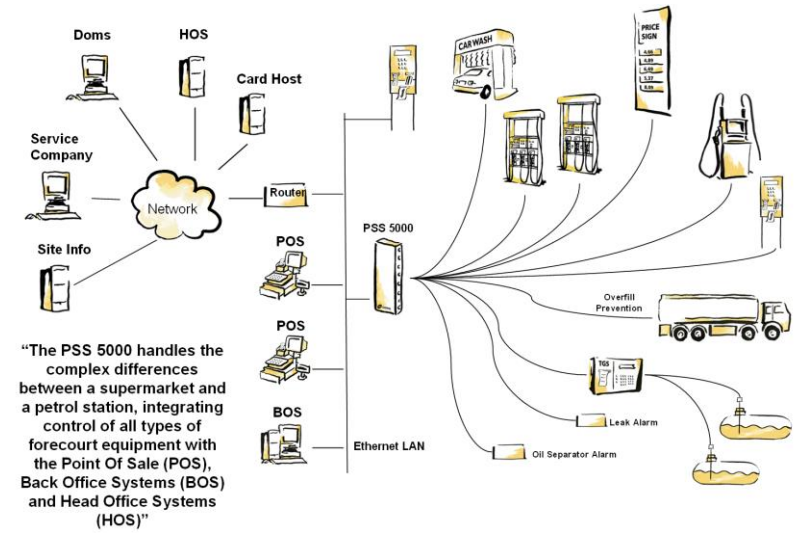 Doms
HOS
Card Host
Service
Company
Network
Site Info
Router
POS
POS
BOS
PSS 5000
Ethernet LAN
CAR WASH
PRICE
SIGN
Overfill
Prevention
TGS
Leak Alarm
Oil Separator Alarm
“The PSS 5000 handles the
complex differences
between a supermarket and
a petrol station, integrating
control of all types of
forecourt equipment with
the Point Of Sale (POS),
Back Office Systems (BOS)
and Head Office Systems
(HOS)”